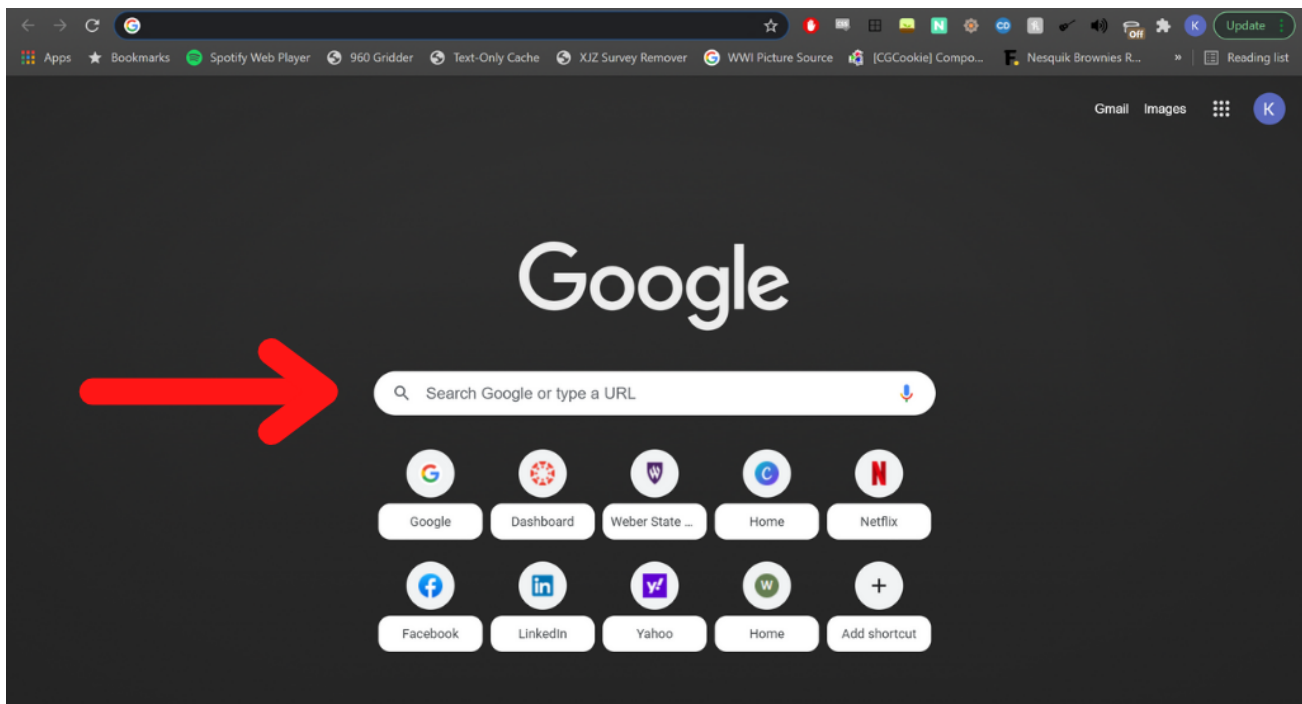 K Update
Apps Bookmarks Spotify Web Player 960 Gridder Text-Only Cache XJZ Survey Remover WWI Picture Source [CGCookie] Compo... Nesquik Brownies R... » Reading list
Gmail Images K
Google
Search Google or type a URL
Google Dashboard Weber State ... Home Netflix
Facebook LinkedIn Yahoo Home Add shortcut